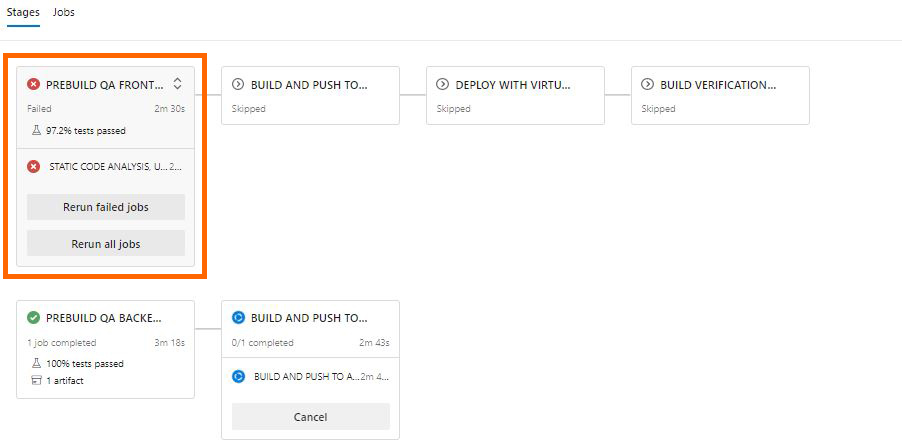 Stages Jobs
PREBUILD QA FRONT...
Failed 2m 30s
97.2% tests passed
STATIC CODE ANALYSIS, U... 2...
Rerun failed jobs
Rerun all jobs
BUILD AND PUSH TO...
Skipped
DEPLOY WITH VIRTU...
Skipped
BUILD VERIFICATION...
Skipped
PREBUILD QA BACKE...
1 job completed 3m 18s
100% tests passed
1 artifact
BUILD AND PUSH TO...
0/1 completed 2m 43s
BUILD AND PUSH TO A... 2m 4...
Cancel